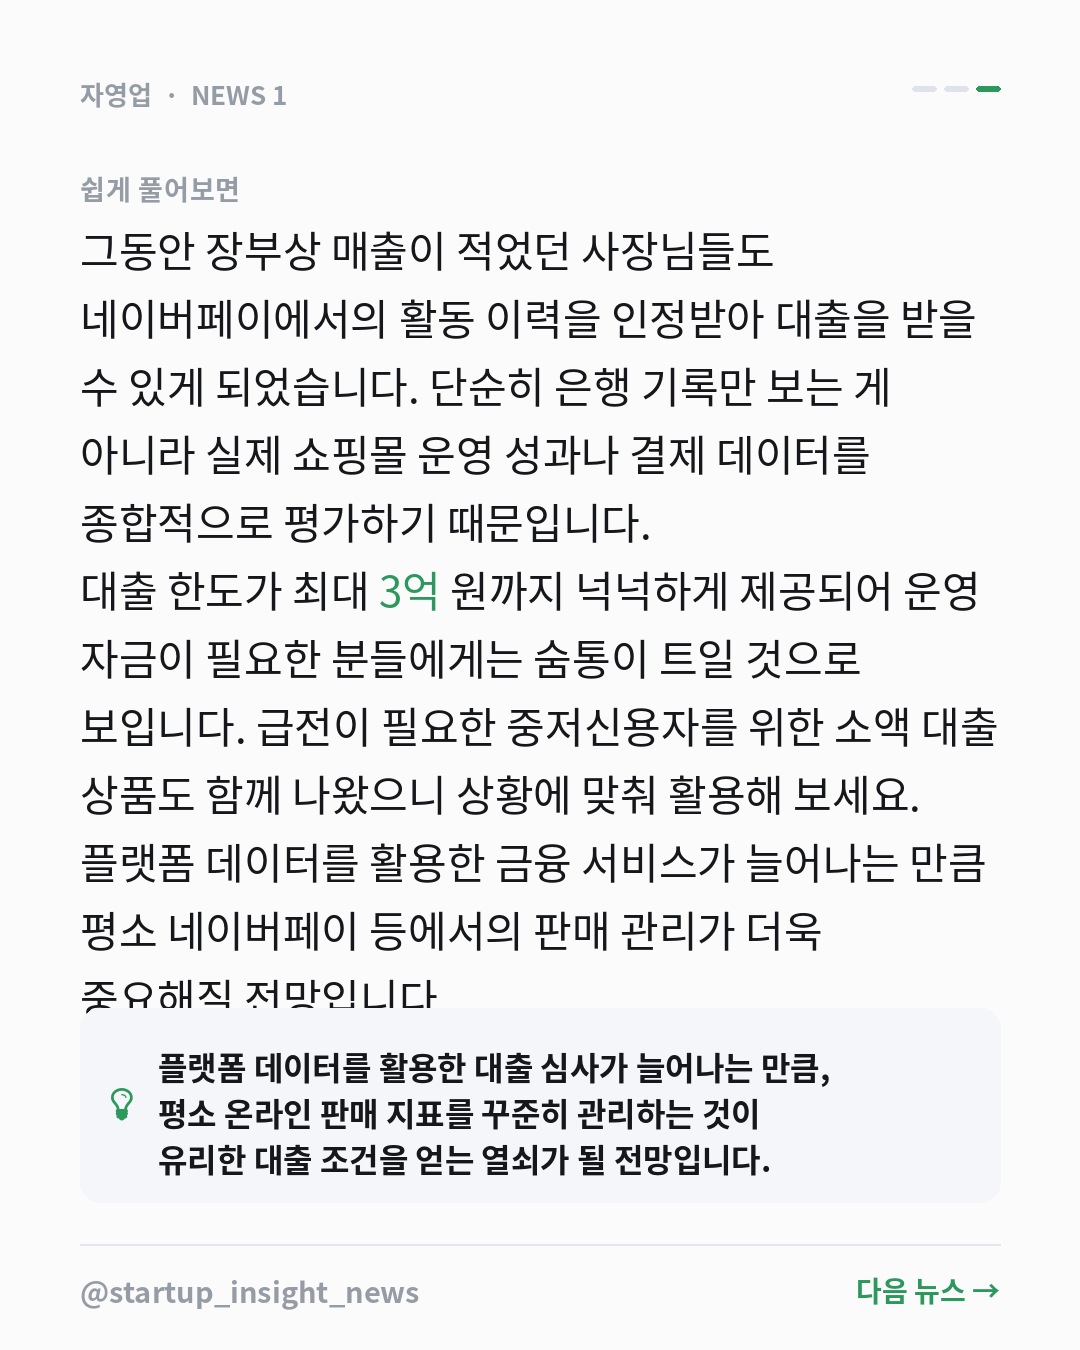 자영업 · NEWS 1
쉽게 풀어보면
그동안 장부상 매출이 적었던 사장님들도
네이버페이에서의 활동 이력을 인정받아 대출을 받을
수 있게 되었습니다. 단순히 은행 기록만 보는 게
아니라 실제 쇼핑몰 운영 성과나 결제 데이터를
종합적으로 평가하기 때문입니다.
대출 한도가 최대 3억 원까지 넉넉하게 제공되어 운영
자금이 필요한 분들에게는 숨통이 트일 것으로
보입니다. 급전이 필요한 중저신용자를 위한 소액 대출
상품도 함께 나왔으니 상황에 맞춰 활용해 보세요.
플랫폼 데이터를 활용한 금융 서비스가 늘어나는 만큼
평소 네이버페이 등에서의 판매 관리가 더욱
중요해질 전망입니다
플랫폼 데이터를 활용한 대출 심사가 늘어나는 만큼,
평소 온라인 판매 지표를 꾸준히 관리하는 것이
유리한 대출 조건을 얻는 열쇠가 될 전망입니다.
@startup_insight_news
다음 뉴스 →